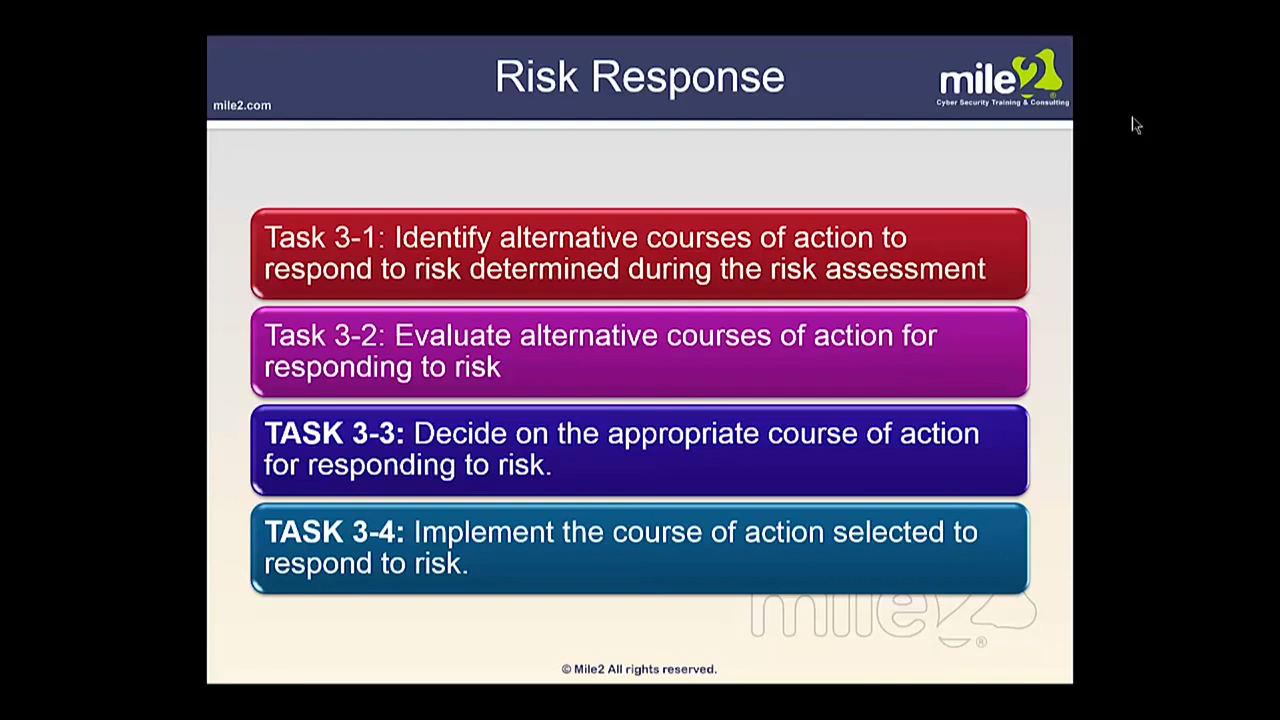 Risk Response
mile2
Cyber Security Training & Consulting
mile2.com
Task 3-1: Identify alternative courses of action to
respond to risk determined during the risk assessment
Task 3-2: Evaluate alternative courses of action for
responding to risk
TASK 3-3: Decide on the appropriate course of action
for responding to risk.
TASK 3-4: Implement the course of action selected to
respond to risk.
mile2®
© Mile2 All rights reserved.